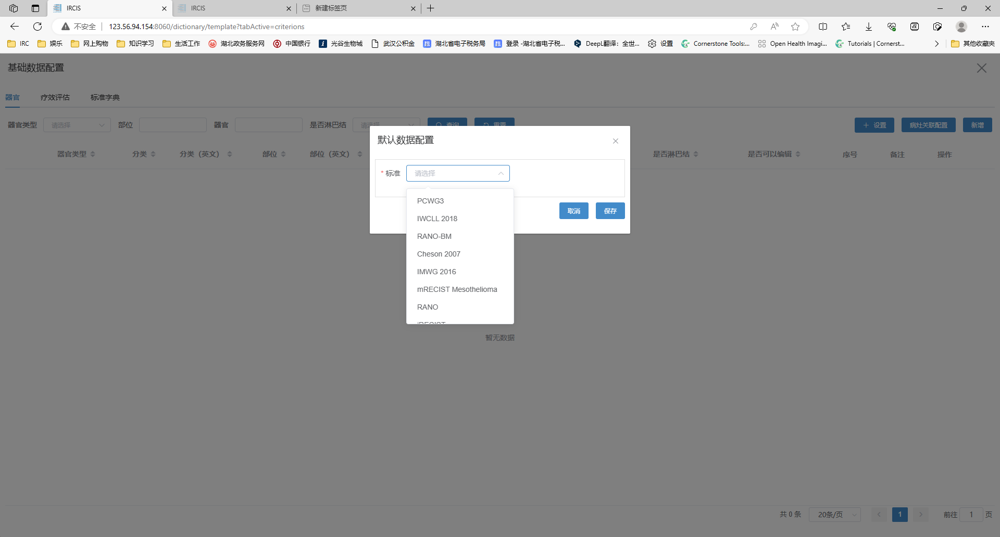 IRCIS
IRCIS
新建标签页
不安全
123.56.94.154:8060/dictionary/template?tabActive=criterions
IRC
娱乐
网上购物
知识学习
生活工作
湖北政务服务网
中国银行
光谷生物城
武汉公积金
湖北省电子税务局
登录 -湖北省电子税...
DeepL翻译：全世...
设置
Cornerstone Tools:...
Open Health Imagi...
Tutorials | Cornerst...
其他收藏夹
基础数据配置
器官 疗效评估 标准字典
器官类型 请选择 部位 器官 是否淋巴结 请选择 查询 重置 设置 病灶关联配置 新增
器官类型 分类 分类（英文） 部位 部位（英文） 是否淋巴结 是否可以编辑 序号 备注 操作
默认数据配置
* 标准 请选择
PCWG3
IWCLL 2018
RANO-BM
Cheson 2007
IMWG 2016
mRECIST Mesothelioma
RANO
iRECIST
取消 保存
暂无数据
共 0 条 20条/页 1 前往 1 页